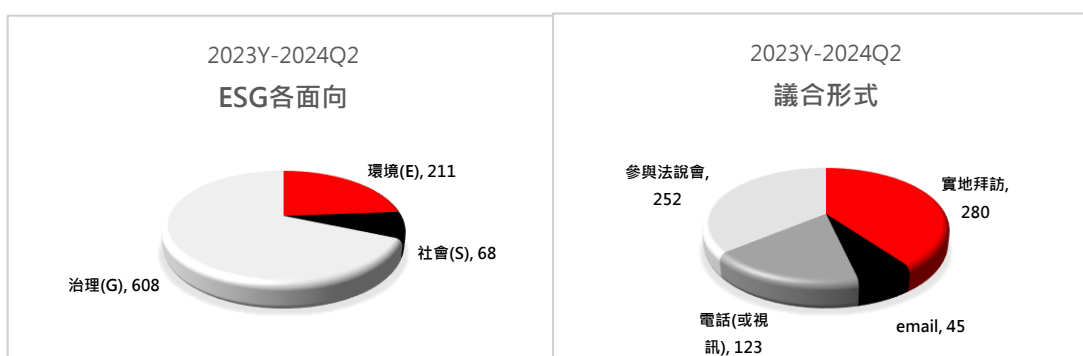 2023Y-2024Q2
ESG各面向
環境(E), 211
社會(S), 68
治理(G), 608
2023Y-2024Q2
議合形式
參與法說會,
252
實地拜訪,
280
電話(或視
訊), 123
email, 45